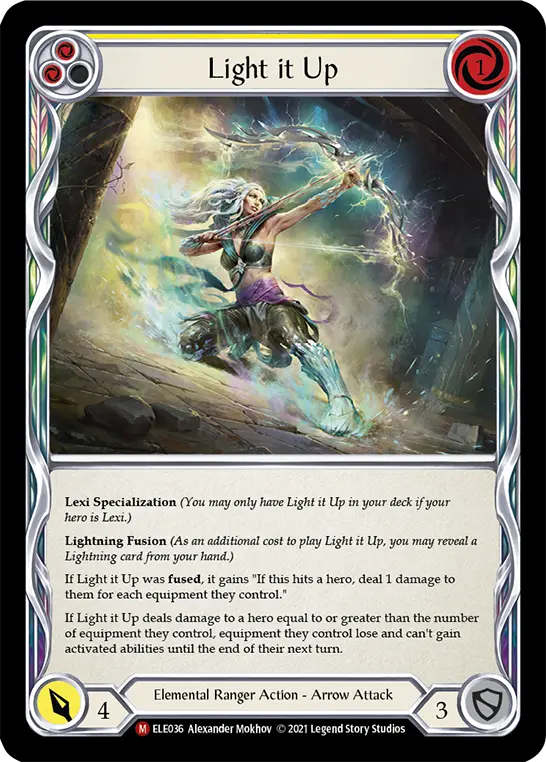 Light it Up
1
Lexi Specialization (You may only have Light it Up in your deck if your
hero is Lexi.)
Lightning Fusion (As an additional cost to play Light it Up, you may reveal a
Lightning card from your hand.)
If Light it Up was fused, it gains "If this hits a hero, deal 1 damage to
them for each equipment they control."
If Light it Up deals damage to a hero equal to or greater than the number
of equipment they control, equipment they control lose and can't gain
activated abilities until the end of their next turn.
4
Elemental Ranger Action - Arrow Attack
3
M ELE036 Alexander Mokhov © 2021 Legend Story Studios